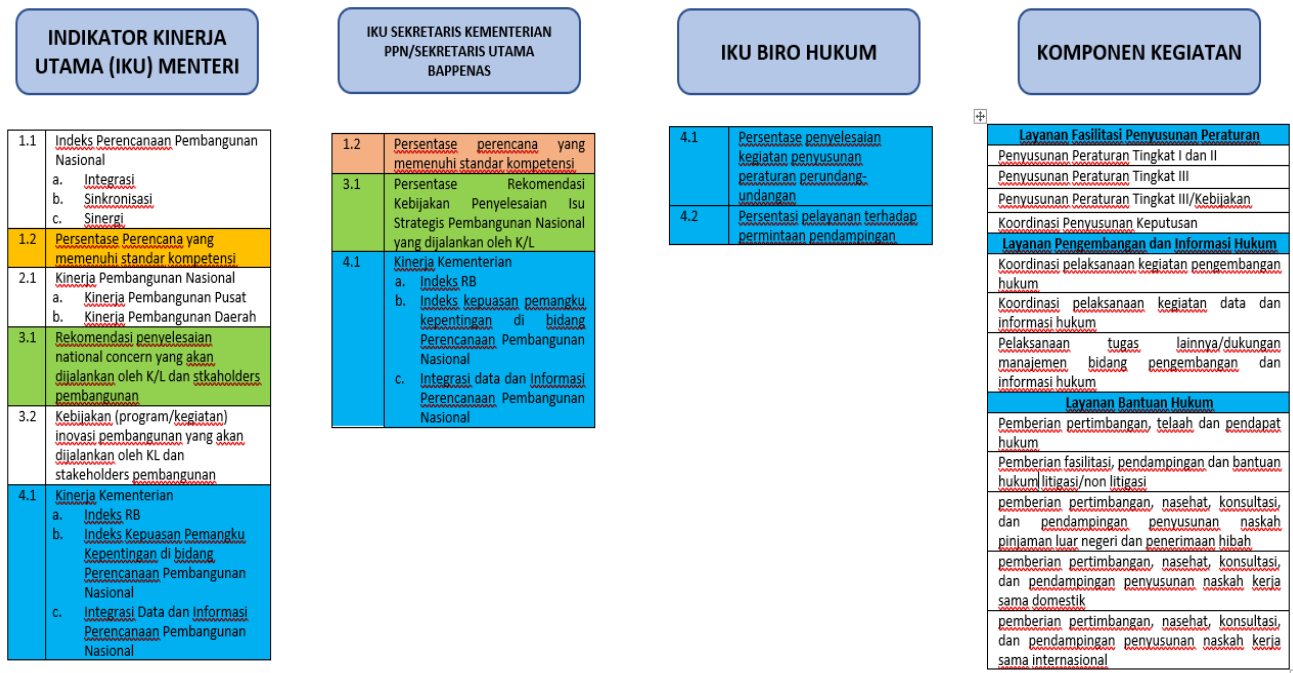 INDIKATOR KINERJA
UTAMA (IKU) MENTERI
1.1 Indeks Perencanaan Pembangunan
Nasional
a. Integrasi
b. Sinkronisasi
c. Sinergi
1.2 Persentase Perencana yang
memenuhi standar kompetensi
2.1 Kinerja Pembangunan Nasional
a. Kinerja Pembangunan Pusat
b. Kinerja Pembangunan Daerah
3.1 Rekomendasi penyelesaian
national concern yang akan
dijalankan oleh K/L dan stkaholders
pembangunan
3.2 Kebijakan (program/kegiatan)
inovasi pembangunan yang akan
dijalankan oleh KL dan
stakeholders pembangunan
4.1 Kinerja Kementerian
a. Indeks RB
b. Indeks Kepuasan Pemangku
Kepentingan di bidang
Perencanaan Pembangunan
Nasional
c. Integrasi Data dan Informasi
Perencanaan Pembangunan
Nasional
IKU SEKRETARIS KEMENTERIAN
PPN/SEKRETARIS UTAMA
BAPPENAS
1.2 Persentase perencana yang
memenuhi standar kompetensi
3.1 Persentase Rekomendasi
Kebijakan Penyelesaian Isu
Strategis Pembangunan Nasional
yang dijalankan oleh K/L
4.1 Kinerja Kementerian
a. Indeks RB
b. Indeks kepuasan pemangku
kepentingan di bidang
Perencanaan Pembangunan
Nasional
c. Integrasi data dan Informasi
Perencanaan Pembangunan
Nasional
IKU BIRO HUKUM
4.1 Persentase penyelesaian
kegiatan penyusunan
peraturan perundang-
undangan
4.2 Persentasi pelayanan terhadap
permintaan pendampingan
KOMPONEN KEGIATAN
Layanan Fasilitasi Penyusunan Peraturan
Penyusunan Peraturan Tingkat I dan II
Penyusunan Peraturan Tingkat III
Penyusunan Peraturan Tingkat III/Kebijakan
Koordinasi Penyusunan Keputusan
Layanan Pengembangan dan Informasi Hukum
Koordinasi pelaksanaan kegiatan pengembangan
hukum
Koordinasi pelaksanaan kegiatan data dan
informasi hukum
Pelaksanaan tugas lainnya/dukungan
manajemen bidang pengembangan dan
informasi hukum
Layanan Bantuan Hukum
Pemberian pertimbangan, telaah dan pendapat
hukum
Pemberian fasilitasi, pendampingan dan bantuan
hukum litigasi/non litigasi
pemberian pertimbangan, nasehat, konsultasi,
dan pendampingan penyusunan naskah
pinjaman luar negeri dan penerimaan hibah
pemberian pertimbangan, nasehat, konsultasi,
dan pendampingan penyusunan naskah kerja
sama domestik
pemberian pertimbangan, nasehat, konsultasi,
dan pendampingan penyusunan naskah kerja
sama internasional